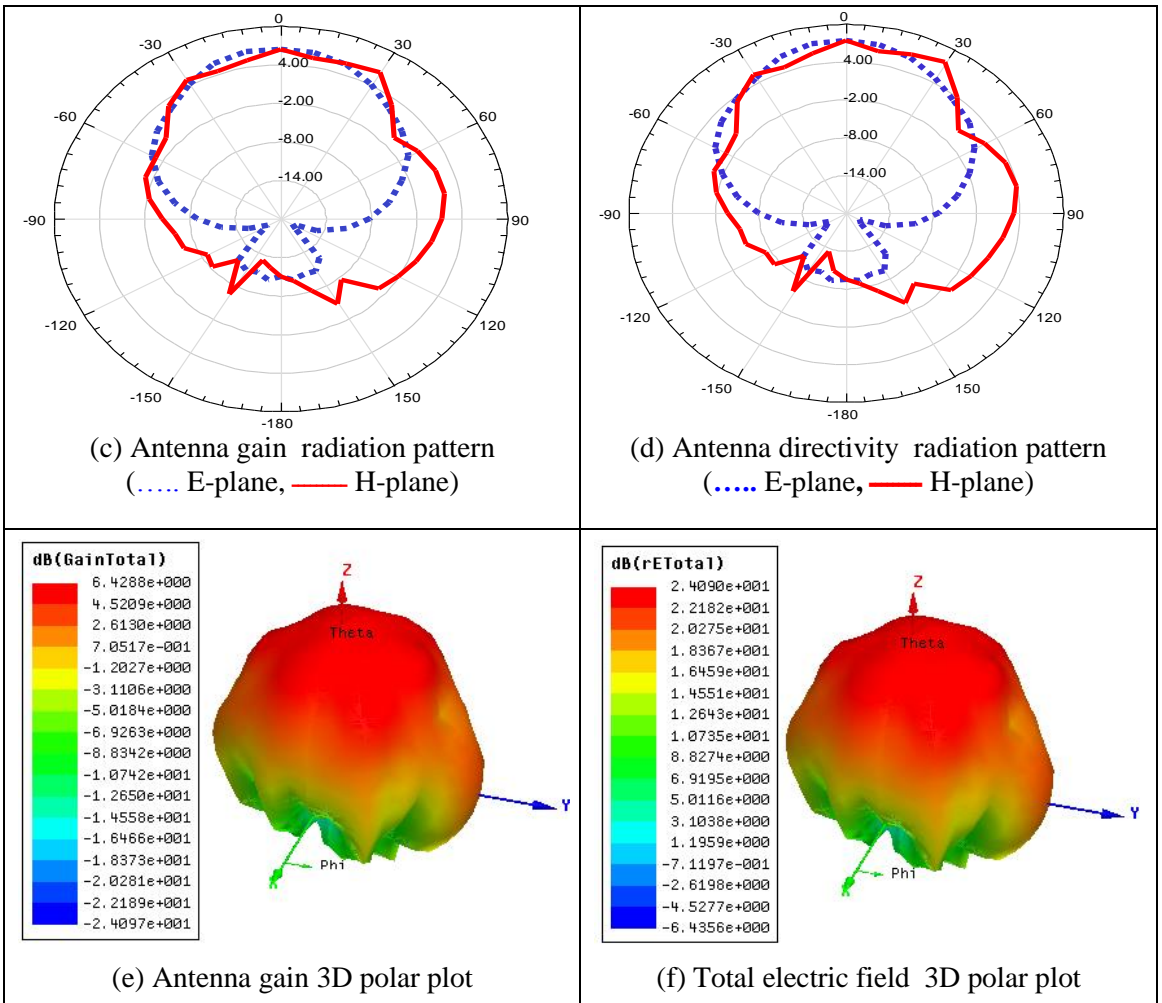 0
-30
30
4.00
-2.00
-60
60
-8.00
-14.00
-90
90
-120
120
-150
150
-180
(c) Antenna gain radiation pattern
(..... E-plane, —— H-plane)
0
-30
30
4.00
-2.00
-60
60
-8.00
-14.00
-90
90
-120
120
-150
150
-180
(d) Antenna directivity radiation pattern
(..... E-plane, —— H-plane)
dB(GainTotal)
6.4288e+000
4.5209e+000
2.6130e+000
7.0517e-001
-1.2027e+000
-3.1106e+000
-5.0184e+000
-6.9263e+000
-8.8342e+000
-1.0742e+001
-1.2650e+001
-1.4558e+001
-1.6466e+001
-1.8373e+001
-2.0281e+001
-2.2189e+001
-2.4097e+001
Z
Theta
Y
Phi
(e) Antenna gain 3D polar plot
dB(rETotal)
2.4090e+001
2.2182e+001
2.0275e+001
1.8367e+001
1.6459e+001
1.4551e+001
1.2643e+001
1.0735e+001
8.8274e+000
6.9195e+000
5.0116e+000
3.1038e+000
1.1959e+000
-7.1197e-001
-2.6198e+000
-4.5277e+000
-6.4356e+000
Z
Theta
Y
Phi
(f) Total electric field 3D polar plot